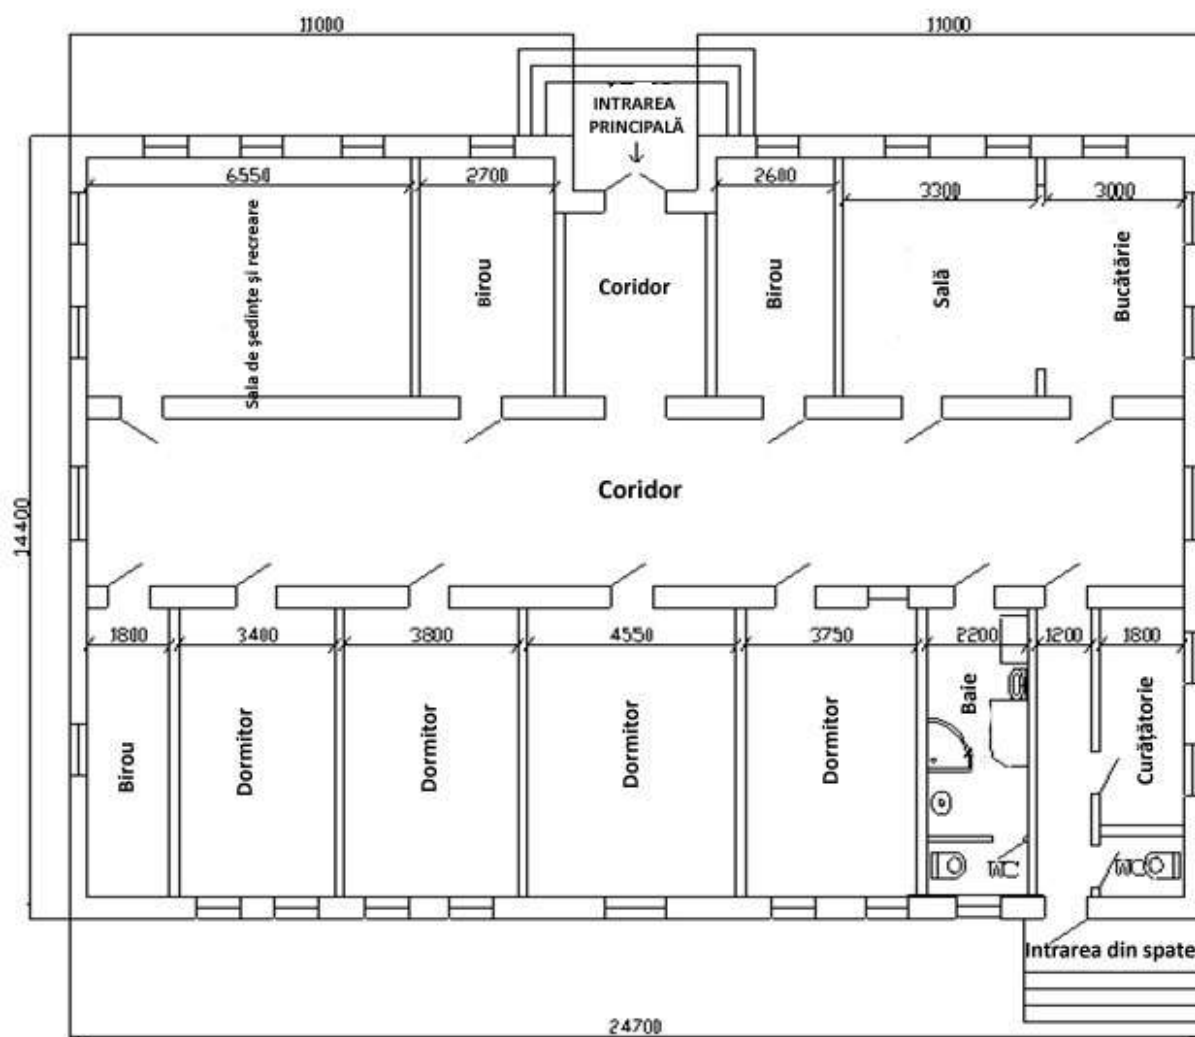 11000
11000
INTRAREA
PRINCIPALĂ
6550
2700
2600
3300
3000
Sala de ședințe și recreare
Birou
Coridor
Birou
Sală
Bucătărie
Coridor
14400
1800
3400
3800
4550
3750
2200
1200
1800
Birou
Dormitor
Dormitor
Dormitor
Dormitor
Baie
Curățătorie
WC
WC
Intrarea din spate
24700